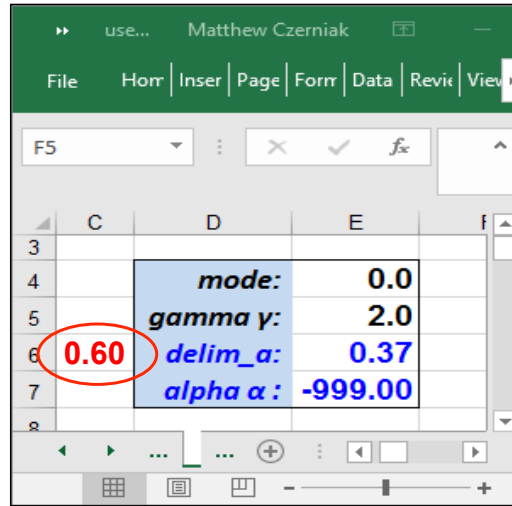 use... Matthew Czerniak
File Hom Inser Page Form Data Revie View
F5 fx
C D E F
3
4 mode: 0.0
5 gamma γ: 2.0
6 0.60 delim_a: 0.37
7 alpha α : -999.00
8
... ...